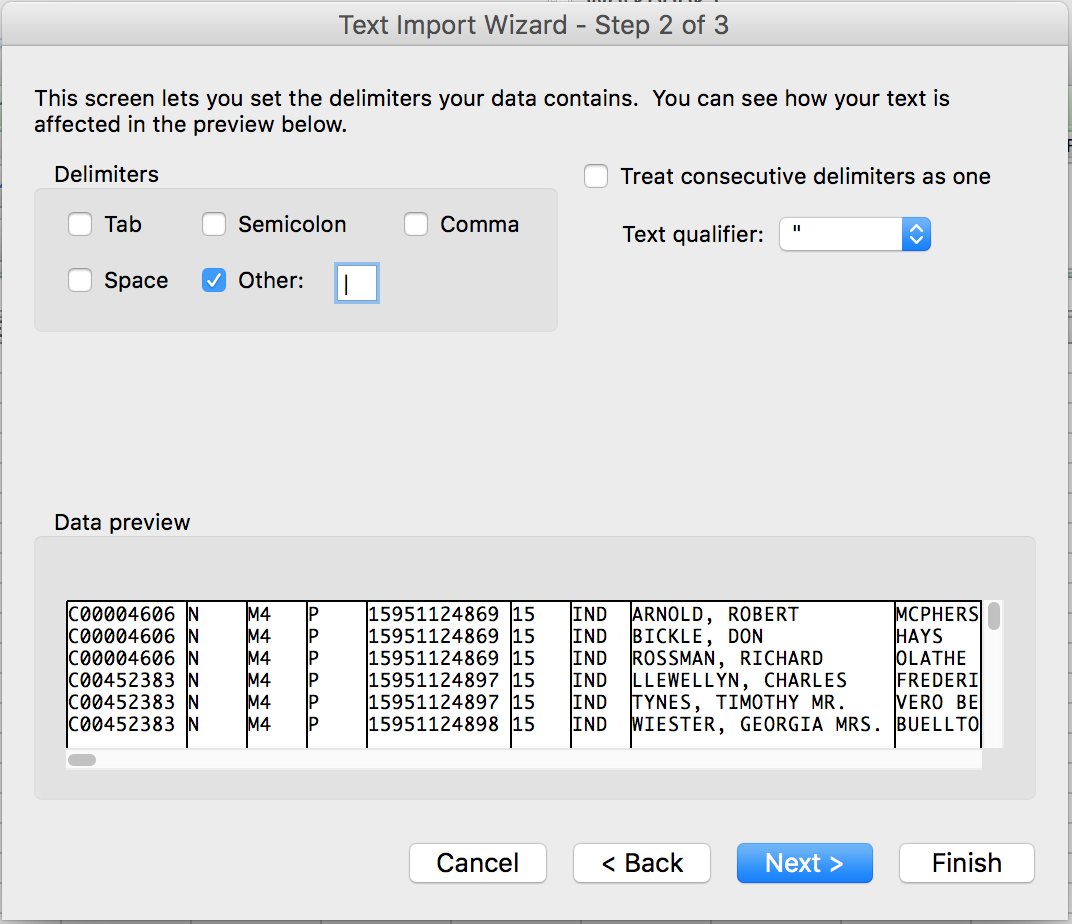 Text Import Wizard - Step 2 of 3
This screen lets you set the delimiters your data contains.  You can see how your text is
affected in the preview below.
Delimiters
Treat consecutive delimiters as one
Tab Semicolon Comma
Text qualifier: "
Space Other: |
Data preview
C00004606 N M4 P 15951124869 15 IND ARNOLD, ROBERT MCPHERS
C00004606 N M4 P 15951124869 15 IND BICKLE, DON HAYS
C00004606 N M4 P 15951124869 15 IND ROSSMAN, RICHARD OLATHE
C00452383 N M4 P 15951124897 15 IND LLEWELLYN, CHARLES FREDERI
C00452383 N M4 P 15951124897 15 IND TYNES, TIMOTHY MR. VERO BE
C00452383 N M4 P 15951124898 15 IND WIESTER, GEORGIA MRS. BUELLTO
Cancel < Back Next > Finish